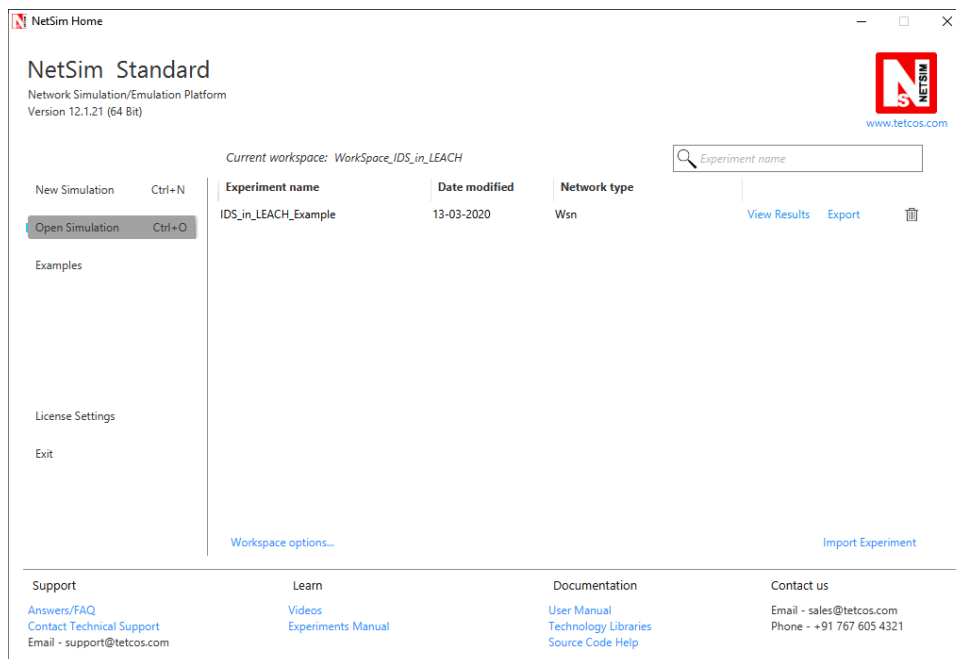 NetSim Home
NetSim Standard
Network Simulation/Emulation Platform
Version 12.1.21 (64 Bit)
NETSIM
www.tetcos.com
Current workspace: WorkSpace_IDS_in_LEACH
Experiment name
New Simulation Ctrl+N
Open Simulation Ctrl+O
Examples
License Settings
Exit
Experiment name Date modified Network type
IDS_in_LEACH_Example 13-03-2020 Wsn View Results Export
Workspace options...
Import Experiment
Support
Answers/FAQ
Contact Technical Support
Email - support@tetcos.com
Learn
Videos
Experiments Manual
Documentation
User Manual
Technology Libraries
Source Code Help
Contact us
Email - sales@tetcos.com
Phone - +91 767 605 4321